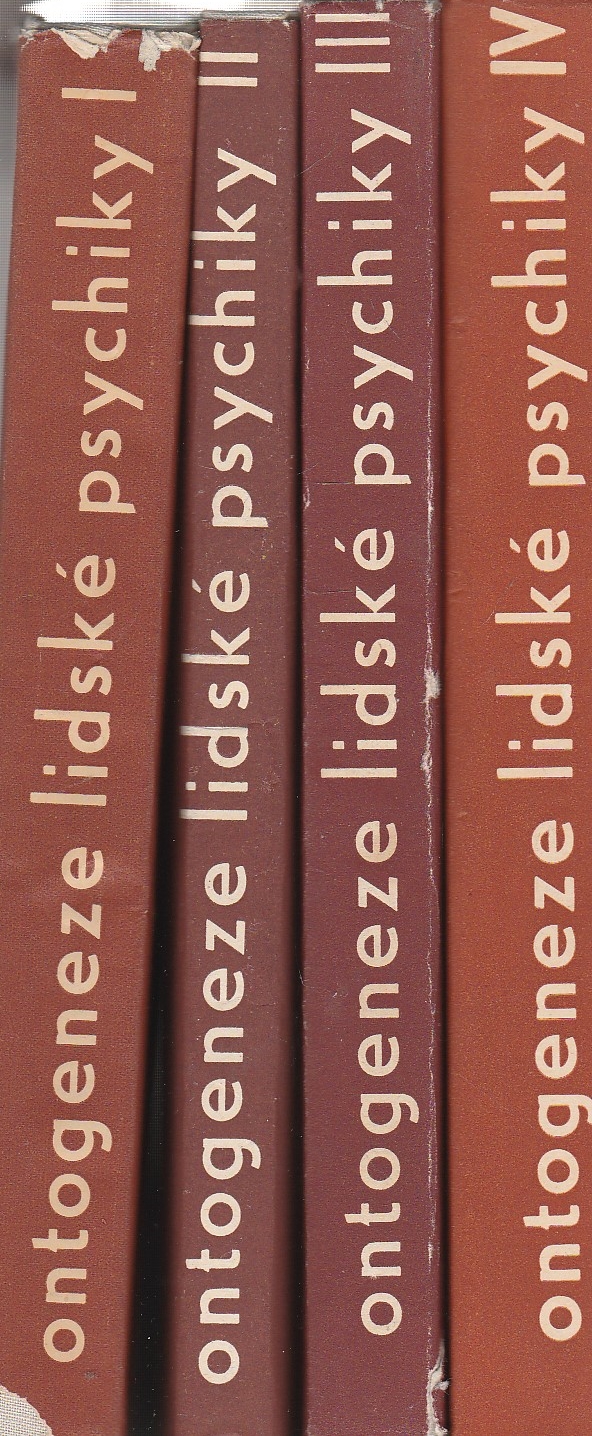 ontogeneze lidské psychiky I
ontogeneze lidské psychiky II
ontogeneze lidské psychiky III
ontogeneze lidské psychiky IV